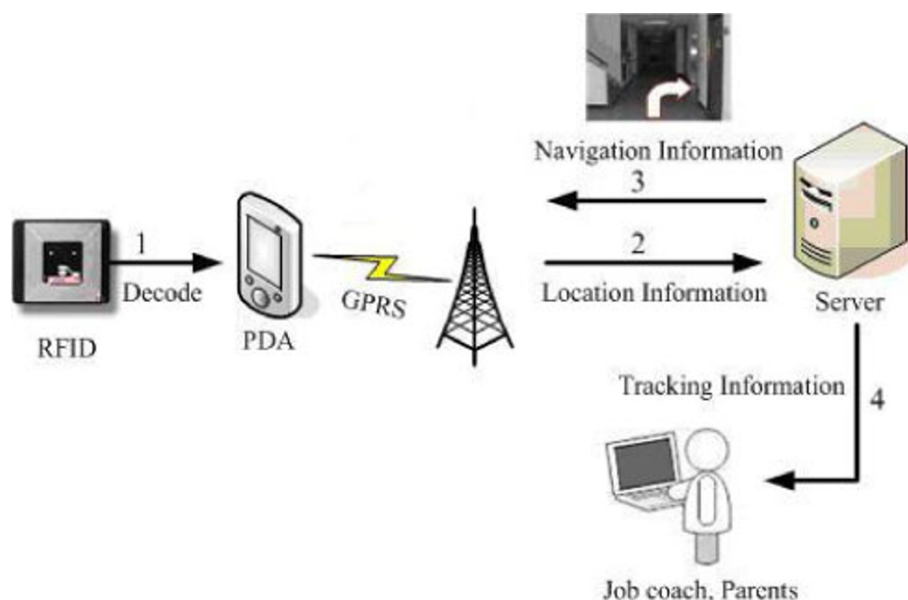 Navigation Information
3
1
2
Decode
GPRS
Location Information
RFID
PDA
Server
Tracking Information
4
Job coach, Parents